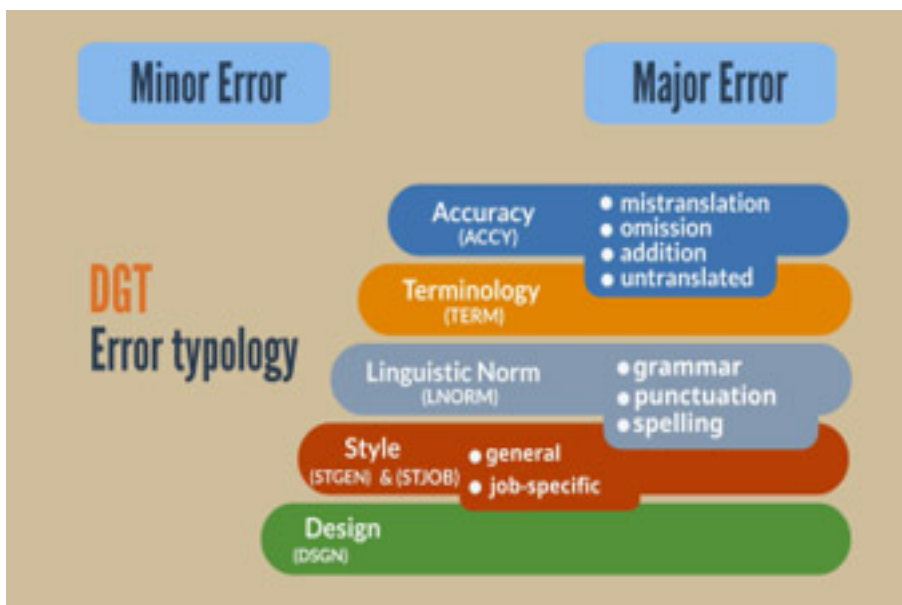 Minor Error
Major Error
DGT
Error typology
Accuracy
(ACCY)
● mistranslation
● omission
● addition
● untranslated
Terminology
(TERM)
Linguistic Norm
(LNORM)
● grammar
● punctuation
● spelling
Style
(STGEN) & (STJOB)
● general
● job-specific
Design
(DSGN)